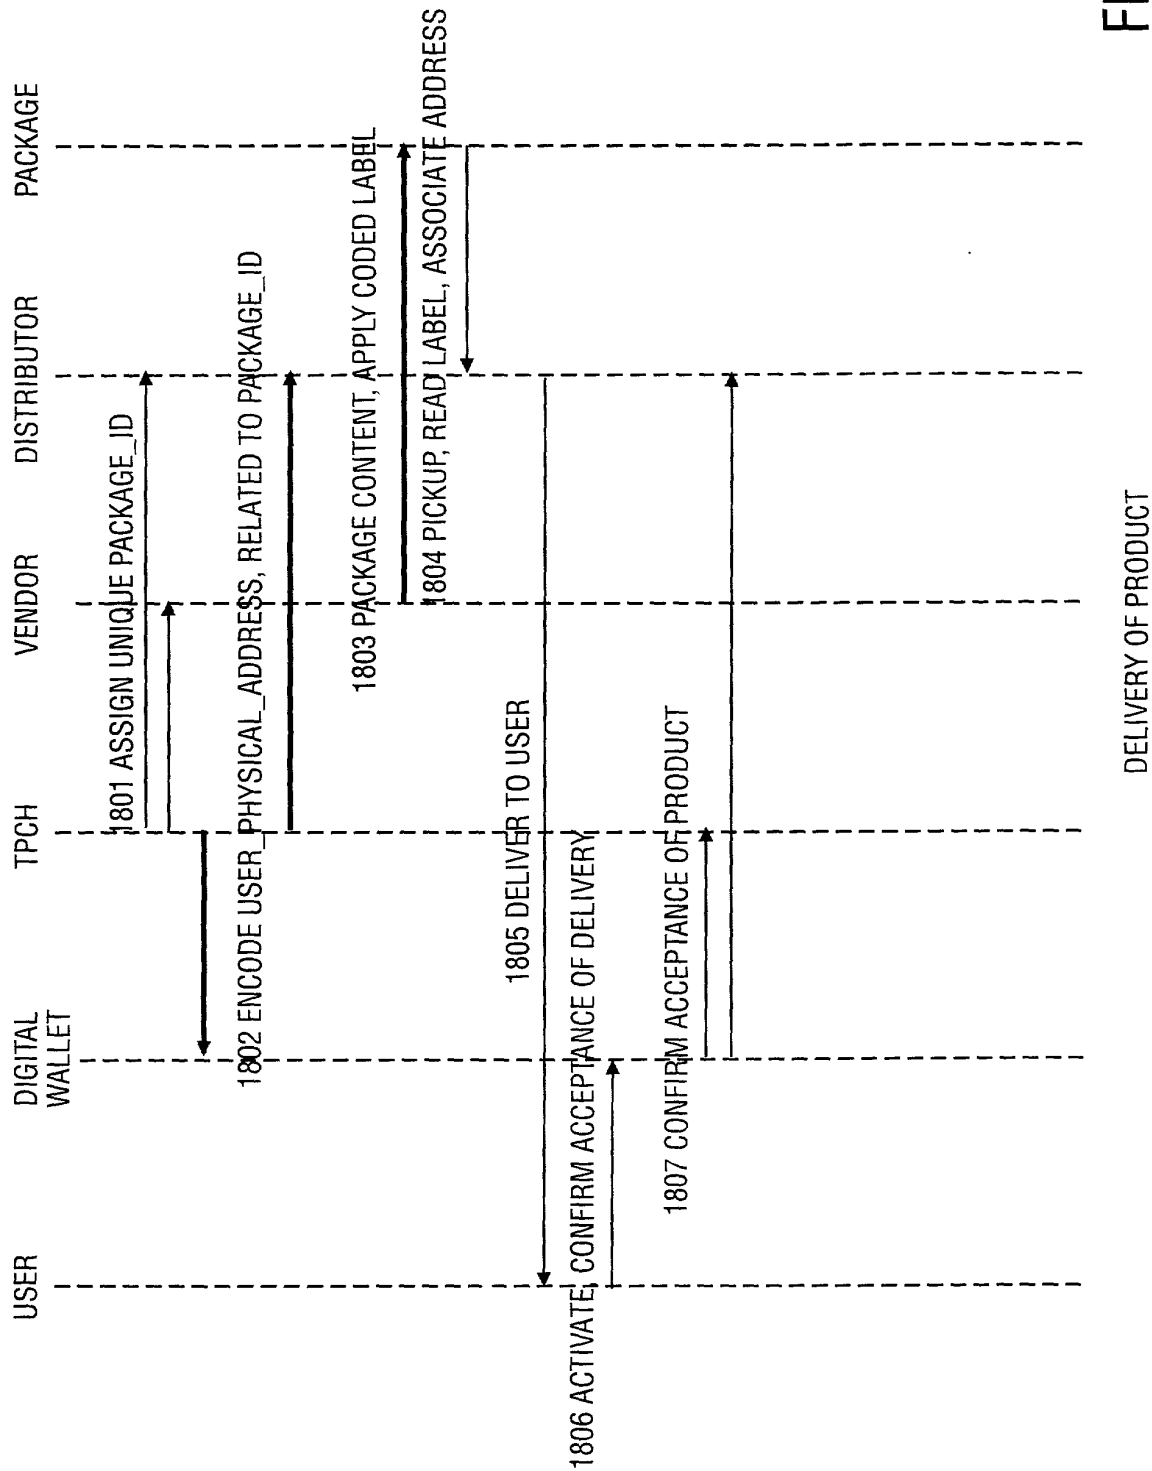 USER
DIGITAL
WALLET
TPCH
VENDOR
DISTRIBUTOR
PACKAGE
1801 ASSIGN UNIQUE PACKAGE_ID
1802 ENCODE USER_PHYSICAL_ADDRESS, RELATED TO PACKAGE_ID
1803 PACKAGE CONTENT, APPLY CODED LABEL
1804 PICKUP, READ LABEL, ASSOCIATE ADDRESS
1805 DELIVER TO USER
1806 ACTIVATE, CONFIRM ACCEPTANCE OF DELIVERY
1807 CONFIRM ACCEPTANCE OF PRODUCT
DELIVERY OF PRODUCT